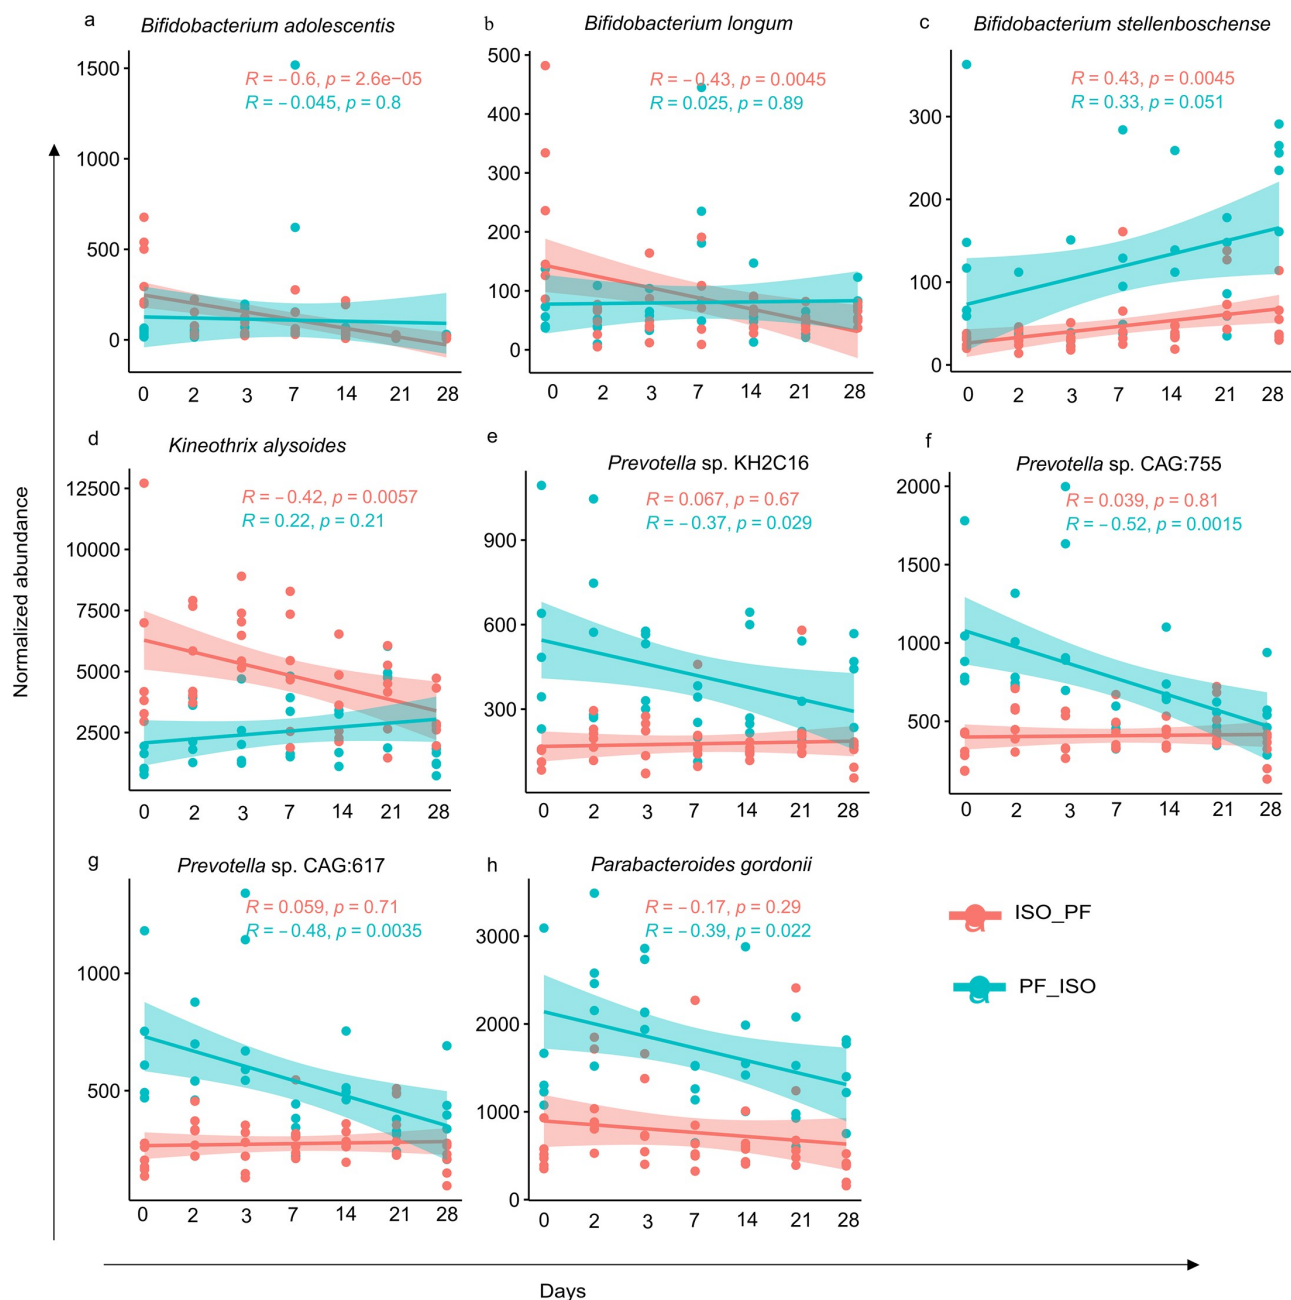 a
Bifidobacterium adolescentis
R = −0.6, p = 2.6e−05
R = −0.045, p = 0.8
1500
1000
500
0
0 2 3 7 14 21 28
b
Bifidobacterium longum
R = −0.43, p = 0.0045
R = 0.025, p = 0.89
500
400
300
200
100
0
0 2 3 7 14 21 28
c
Bifidobacterium stellenboschense
R = 0.43, p = 0.0045
R = 0.33, p = 0.051
300
200
100
0
0 2 3 7 14 21 28
d
Kineothrix alysoides
R = −0.42, p = 0.0057
R = 0.22, p = 0.21
12500
10000
7500
5000
2500
0 2 3 7 14 21 28
e
Prevotella sp. KH2C16
R = 0.067, p = 0.67
R = −0.37, p = 0.029
900
600
300
0 2 3 7 14 21 28
f
Prevotella sp. CAG:755
R = 0.039, p = 0.81
R = −0.52, p = 0.0015
2000
1500
1000
500
0 2 3 7 14 21 28
g
Prevotella sp. CAG:617
R = 0.059, p = 0.71
R = −0.48, p = 0.0035
1000
500
0 2 3 7 14 21 28
h
Parabacteroides gordonii
R = −0.17, p = 0.29
R = −0.39, p = 0.022
3000
2000
1000
0
0 2 3 7 14 21 28
ISO_PF
PF_ISO
Normalized abundance
Days